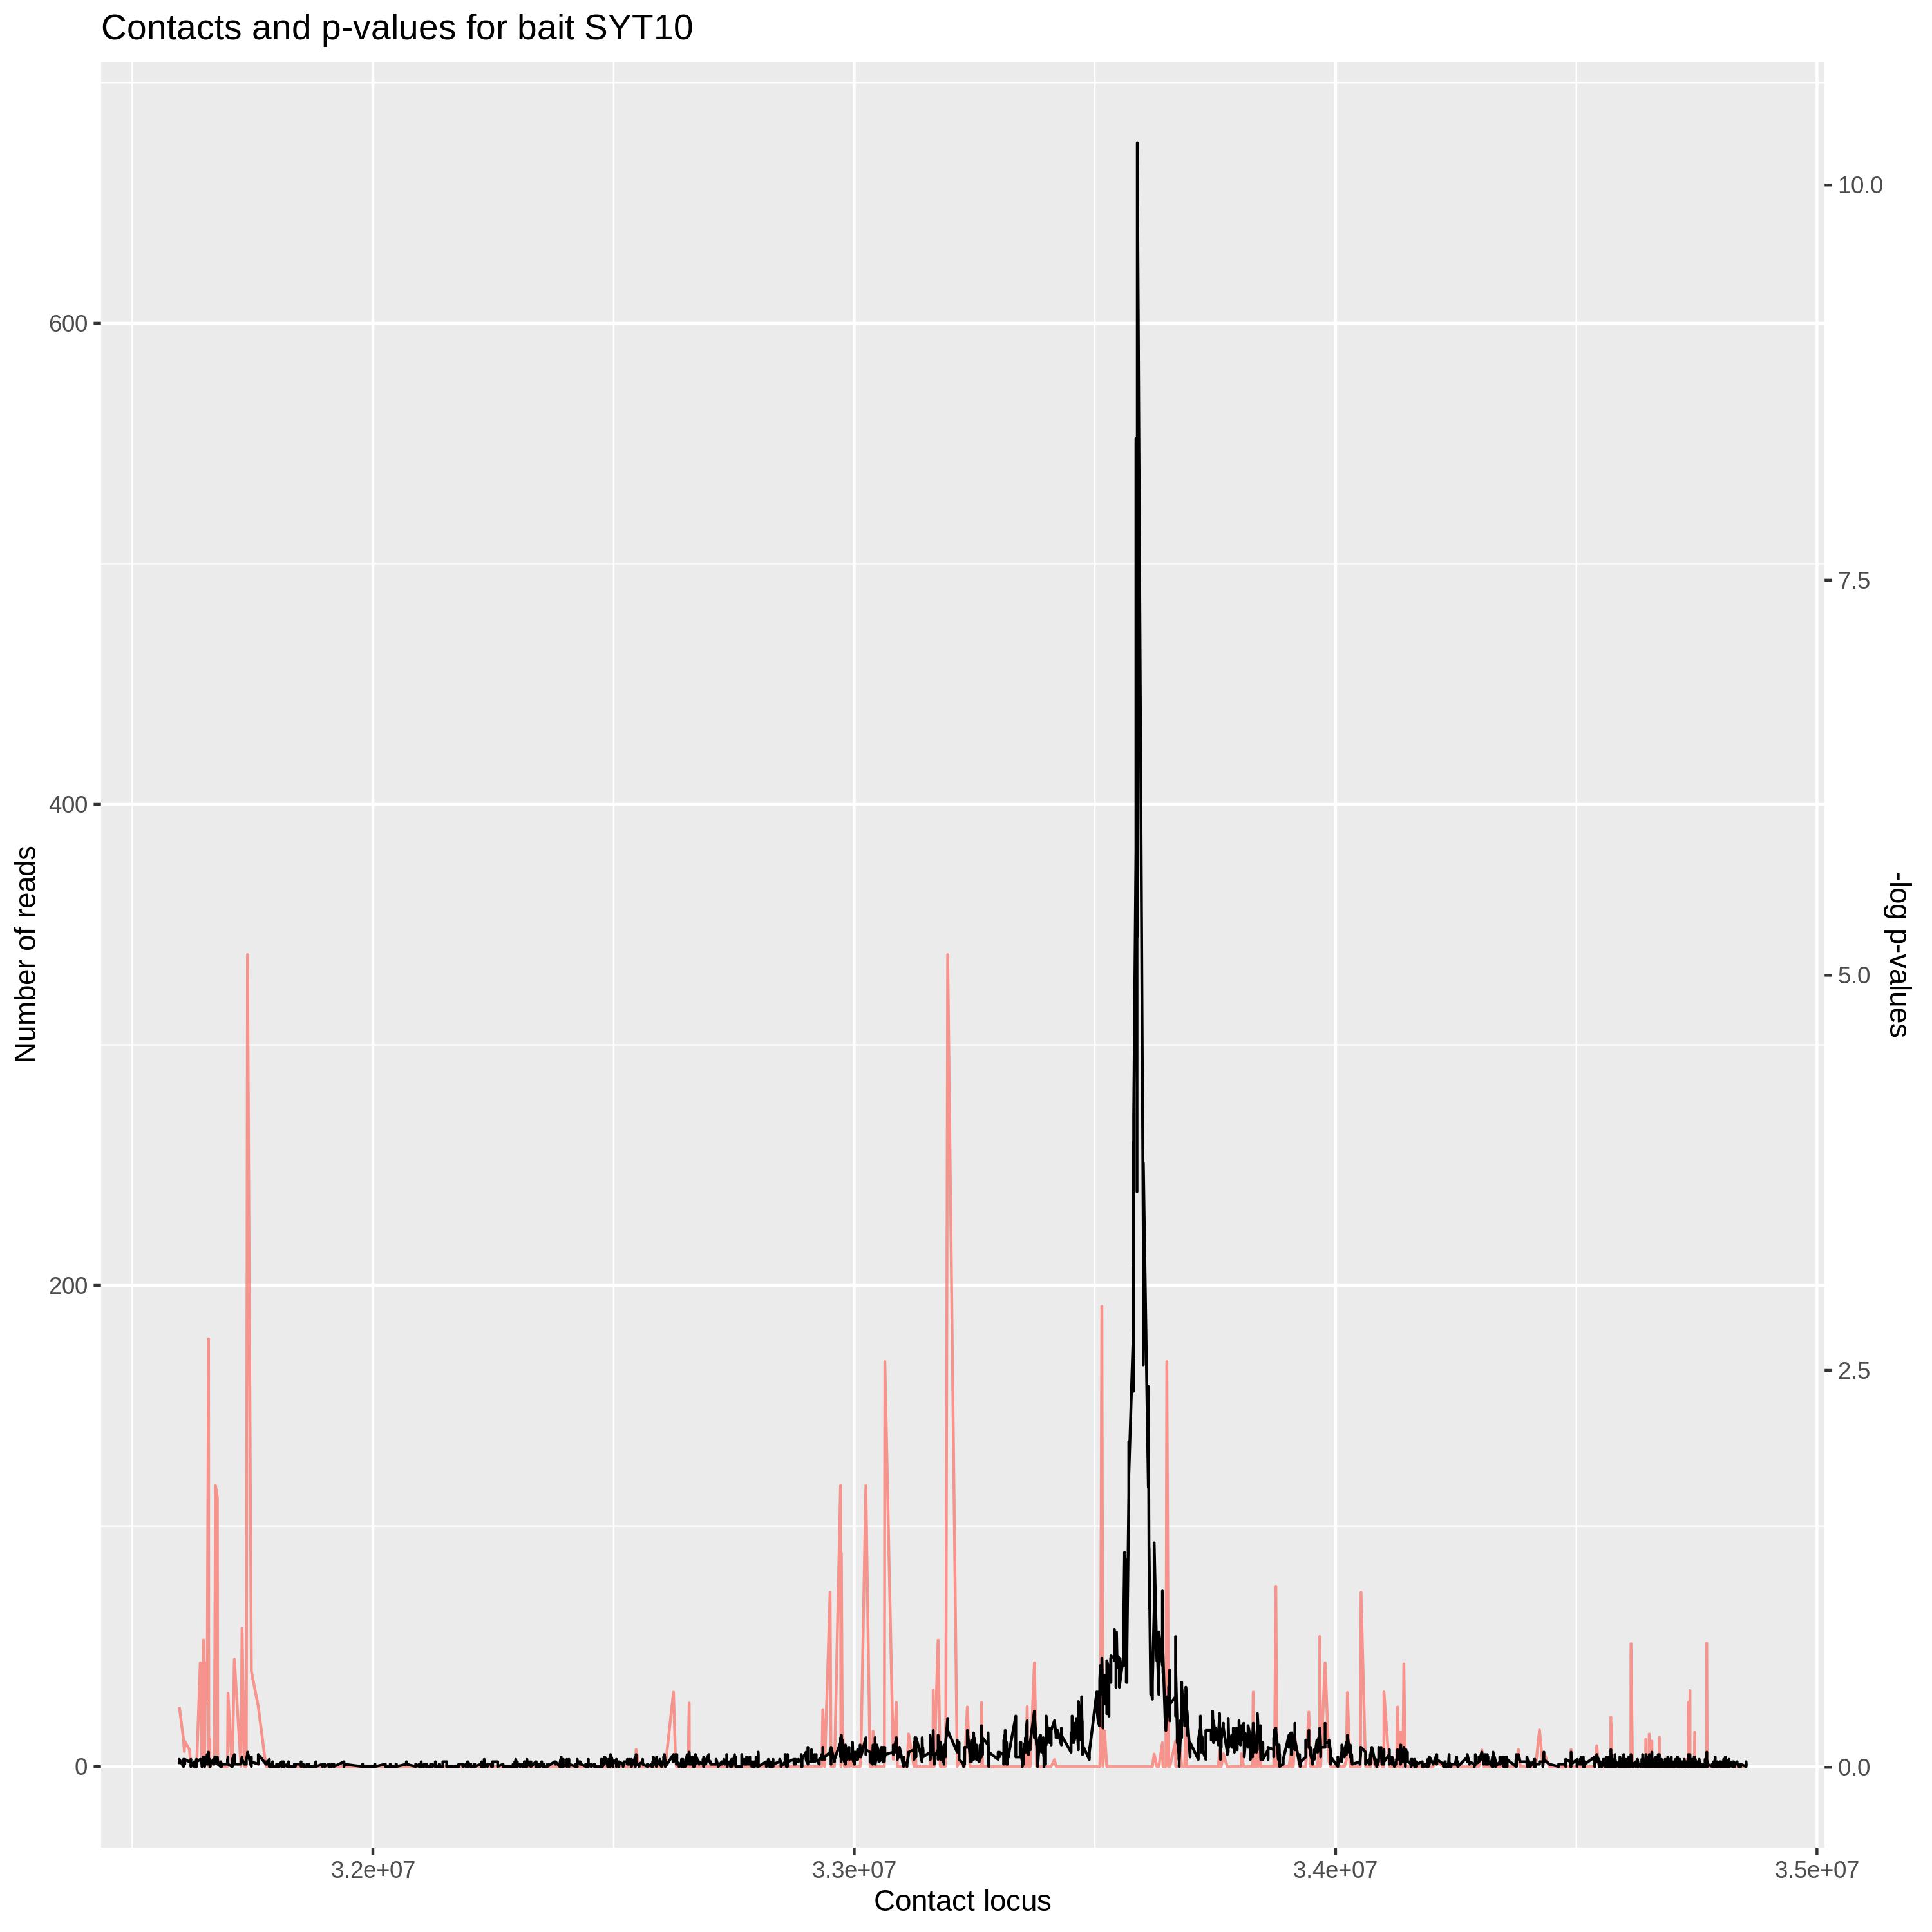 Contacts and p-values for bait SYT10
Number of reads
600
400
200
0
10.0
7.5
5.0
2.5
0.0
-log p-values
3.2e+07
3.3e+07
3.4e+07
3.5e+07
Contact locus